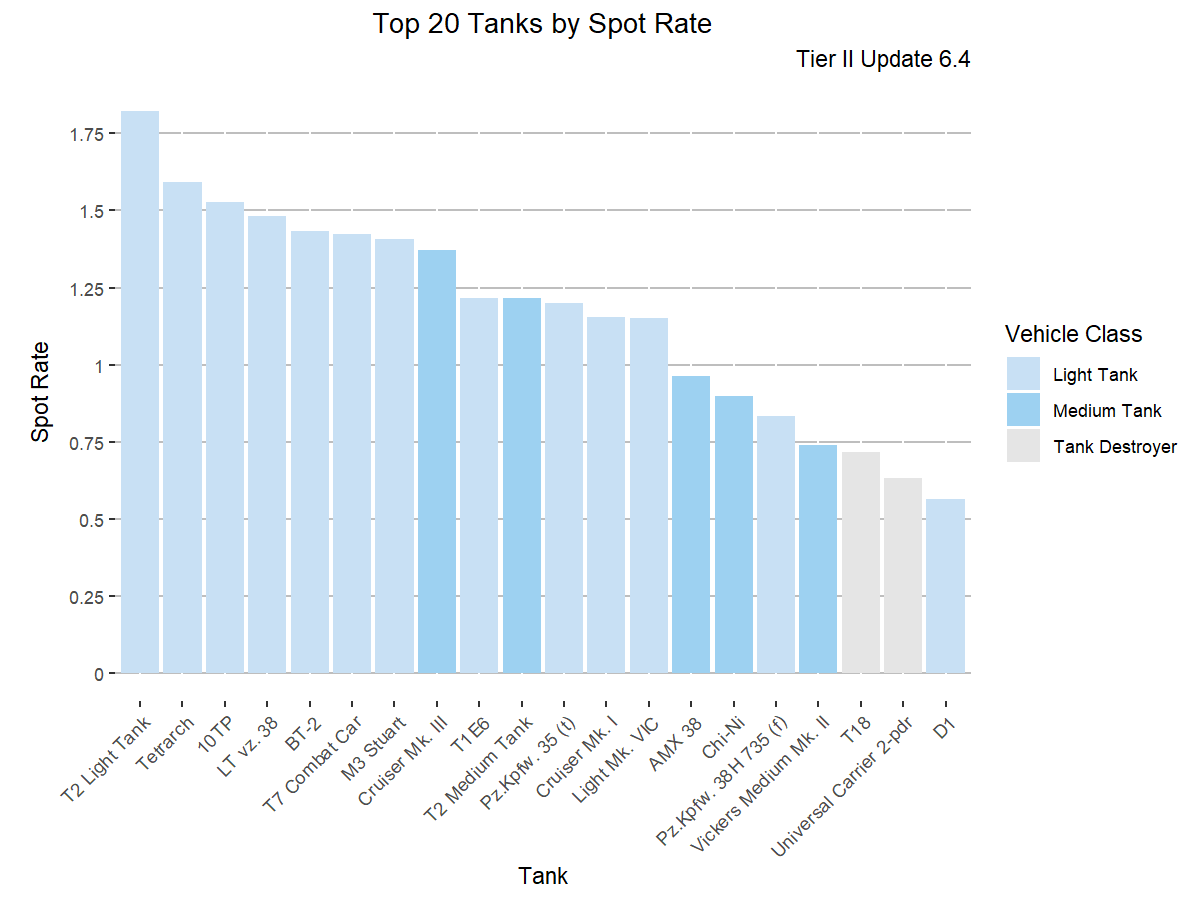 Top 20 Tanks by Spot Rate
Tier II Update 6.4
1.75
1.5
1.25
1
0.75
0.5
0.25
0
Spot Rate
T2 Light Tank
Tetrarch
10TP
LT vz. 38
BT-2
T7 Combat Car
M3 Stuart
Cruiser Mk. III
T1E6
T2 Medium Tank
Pz.Kpfw. 35 (t)
Cruiser Mk. I
Light Mk. VIC
AMX 38
Chi-Ni
Pz.Kpfw. 38 H 735 (f)
Vickers Medium Mk. II
T18
Universal Carrier 2-pdr
D1
Tank
Vehicle Class
Light Tank
Medium Tank
Tank Destroyer